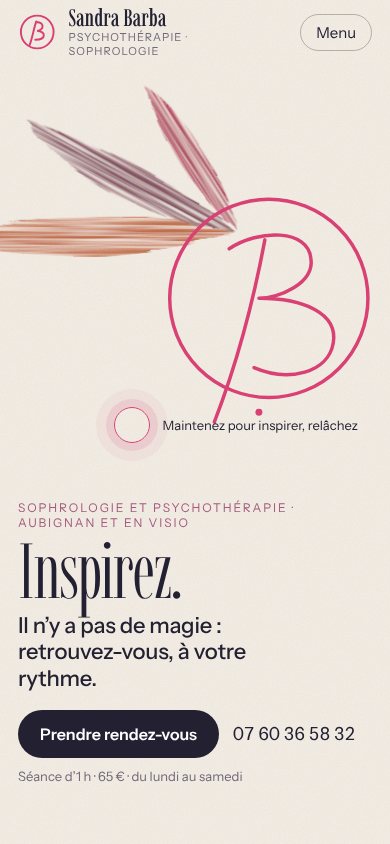 Sandra Barba
PSYCHOTHÉRAPIE ·
SOPHROLOGIE
Menu
Maintenez pour inspirer, relâchez
SOPHROLOGIE ET PSYCHOTHÉRAPIE ·
AUBIGNAN ET EN VISIO
Inspirez.
Il n’y a pas de magie :
retrouvez-vous, à votre
rythme.
Prendre rendez-vous
07 60 36 58 32
Séance d’1 h · 65 € · du lundi au samedi